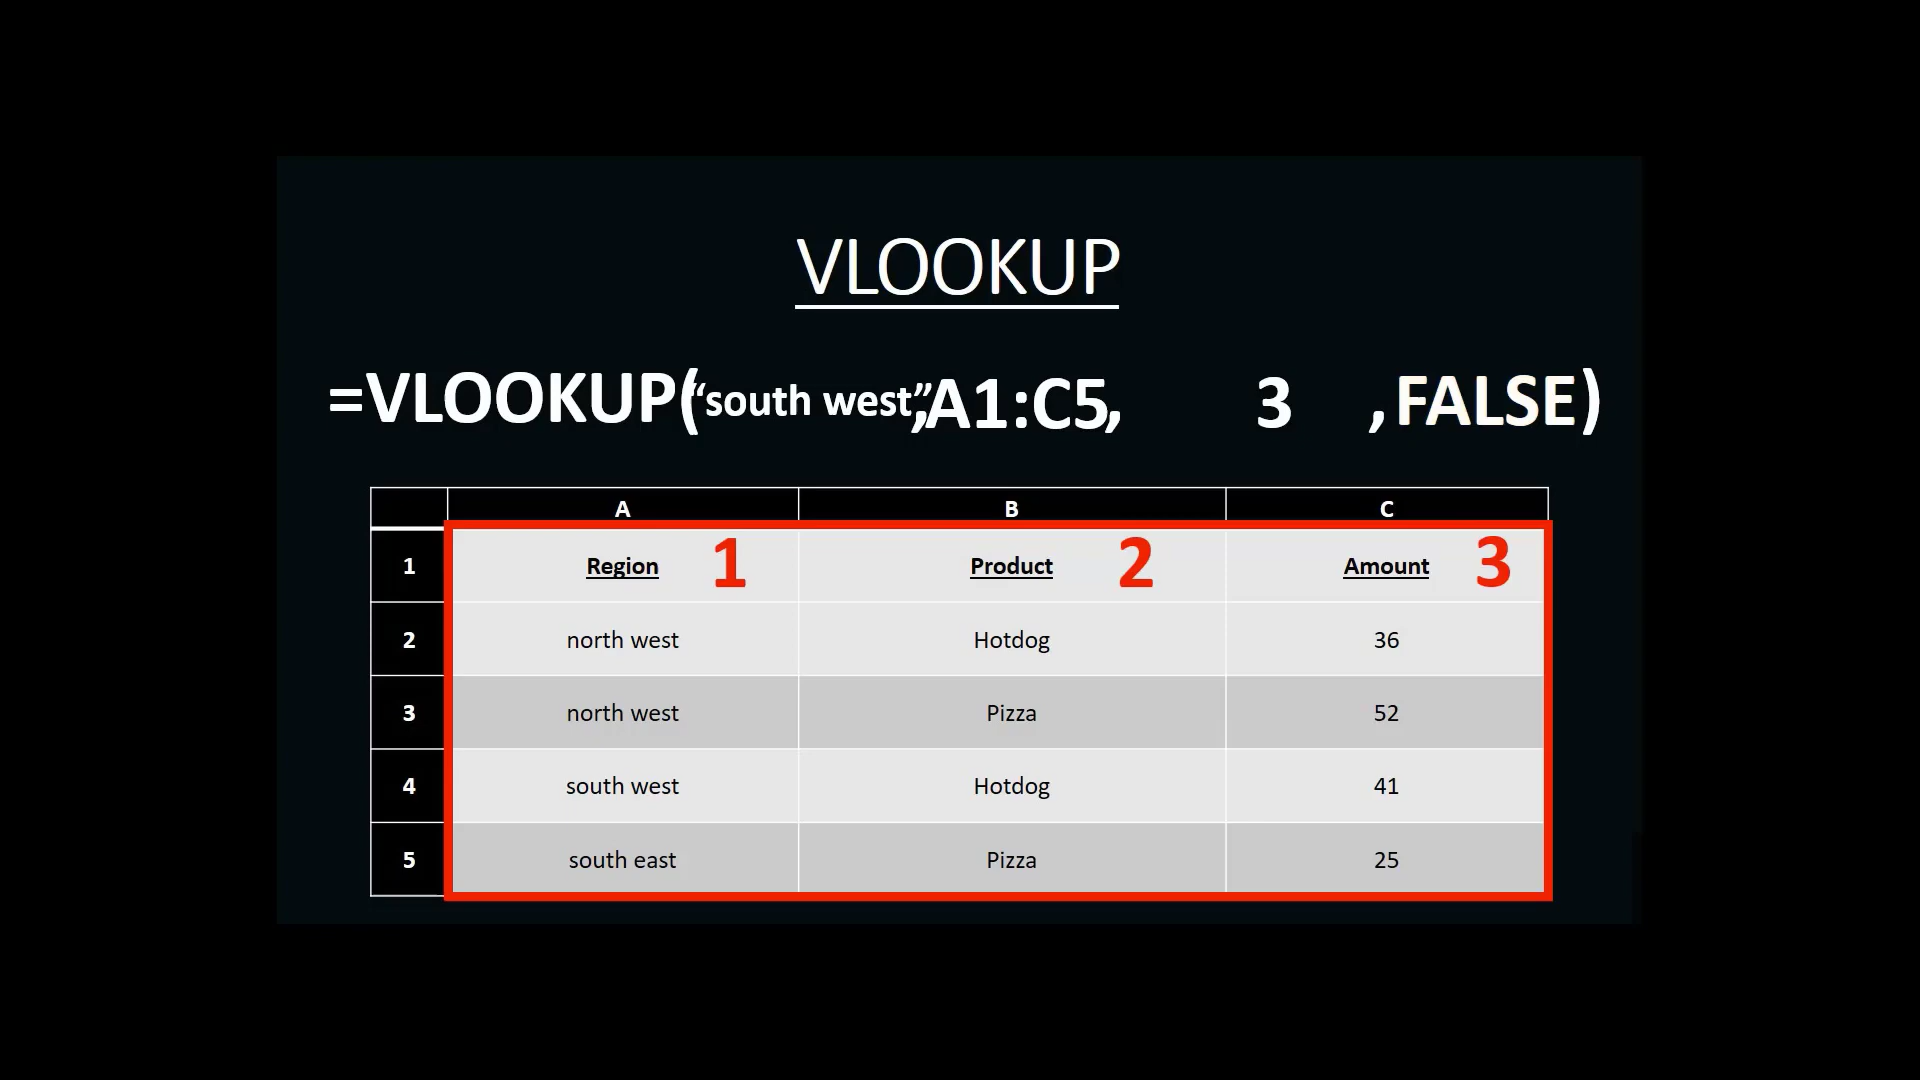 VLOOKUP
=VLOOKUP(“south west”,A1:C5, 3 ,FALSE)
A B C
1 Region 1 Product 2 Amount 3
2 north west Hotdog 36
3 north west Pizza 52
4 south west Hotdog 41
5 south east Pizza 25